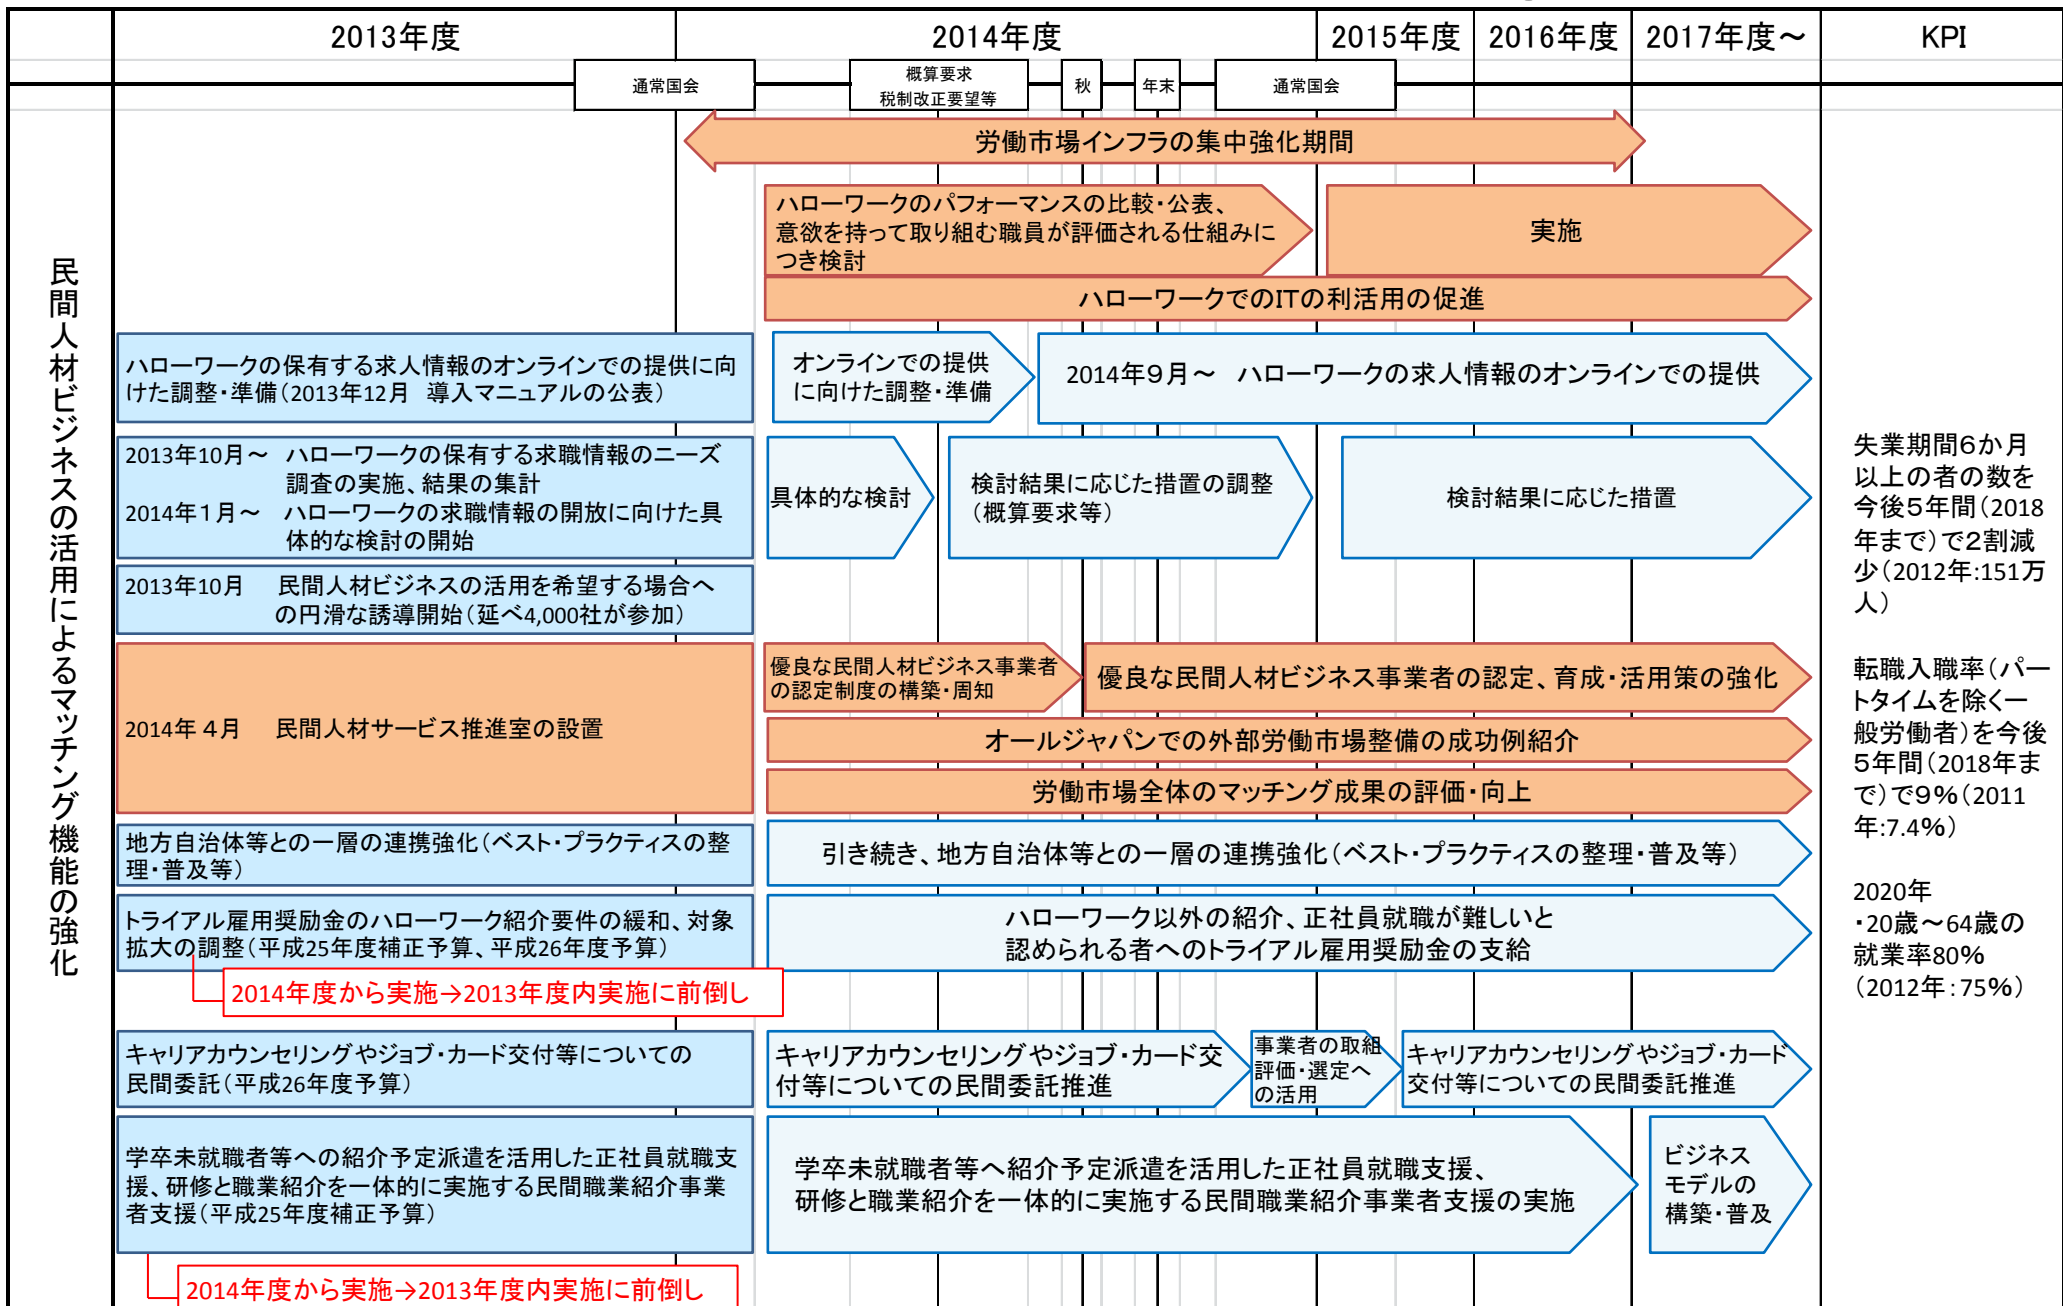 2013年度
2014年度
2015年度
2016年度
2017年度～
KPI
通常国会
概算要求
税制改正要望等
秋
年末
通常国会
民間人材ビジネスの活用によるマッチング機能の強化
労働市場インフラの集中強化期間
ハローワークのパフォーマンスの比較・公表、
意欲を持って取り組む職員が評価される仕組みに
つき検討
実施
ハローワークでのITの利活用の促進
ハローワークの保有する求人情報のオンラインでの提供に向
けた調整・準備（2013年12月　導入マニュアルの公表）
オンラインでの提供
に向けた調整・準備
2014年９月～　ハローワークの求人情報のオンラインでの提供
2013年10月～　ハローワークの保有する求職情報のニーズ
調査の実施、結果の集計
2014年１月～　ハローワークの求職情報の開放に向けた具
体的な検討の開始
具体的な検討
検討結果に応じた措置の調整
（概算要求等）
検討結果に応じた措置
2013年10月　民間人材ビジネスの活用を希望する場合へ
の円滑な誘導開始（延べ4,000社が参加）
2014年４月　民間人材サービス推進室の設置
優良な民間人材ビジネス事業者
の認定制度の構築・周知
優良な民間人材ビジネス事業者の認定、育成・活用策の強化
オールジャパンでの外部労働市場整備の成功例紹介
労働市場全体のマッチング成果の評価・向上
地方自治体等との一層の連携強化（ベスト・プラクティスの整
理・普及等）
引き続き、地方自治体等との一層の連携強化（ベスト・プラクティスの整理・普及等）
トライアル雇用奨励金のハローワーク紹介要件の緩和、対象
拡大の調整（平成25年度補正予算、平成26年度予算）
ハローワーク以外の紹介、正社員就職が難しいと
認められる者へのトライアル雇用奨励金の支給
2014年度から実施→2013年度内実施に前倒し
キャリアカウンセリングやジョブ・カード交付等についての
民間委託（平成26年度予算）
キャリアカウンセリングやジョブ・カード交
付等についての民間委託推進
事業者の取組
評価・選定へ
の活用
キャリアカウンセリングやジョブ・カード
交付等についての民間委託推進
学卒未就職者等への紹介予定派遣を活用した正社員就職支
援、研修と職業紹介を一体的に実施する民間職業紹介事業
者支援（平成25年度補正予算）
学卒未就職者等へ紹介予定派遣を活用した正社員就職支援、
研修と職業紹介を一体的に実施する民間職業紹介事業者支援の実施
ビジネス
モデルの
構築・普及
2014年度から実施→2013年度内実施に前倒し
失業期間６か月
以上の者の数を
今後５年間（2018
年まで）で２割減
少（2012年:151万
人）
転職入職率（パー
トタイムを除く一
般労働者）を今後
５年間（2018年ま
で）で９％（2011
年:7.4％）
2020年
・20歳～64歳の
就業率80％
（2012年：75％）